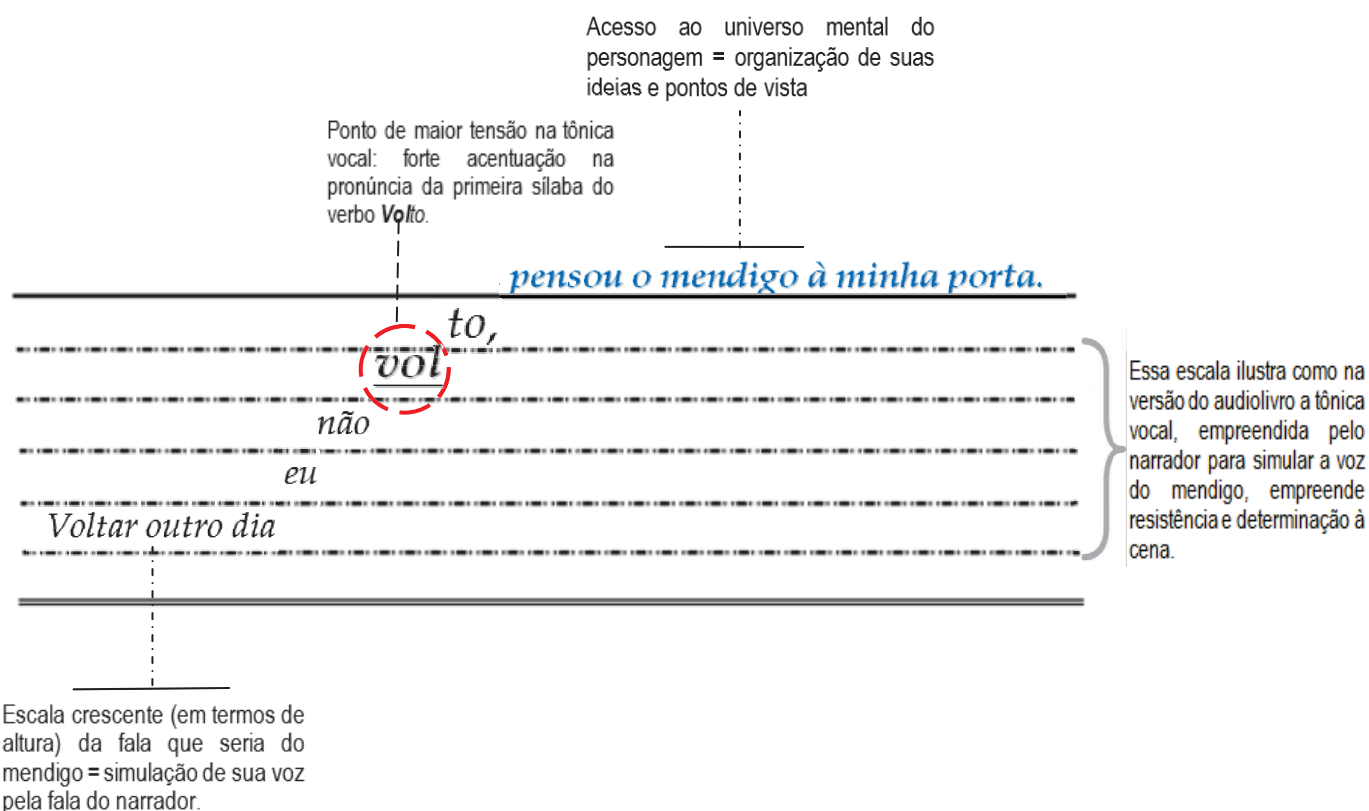 Acesso ao universo mental do
personagem = organização de suas
ideias e pontos de vista
Ponto de maior tensão na tônica
vocal: forte acentuação na
pronúncia da primeira sílaba do
verbo Volto.
pensou o mendigo à minha porta.
to,
vol
não
eu
Voltar outro dia
Essa escala ilustra como na
versão do audiolivro a tônica
vocal, empreendida pelo
narrador para simular a voz
do mendigo, empreende
resistência e determinação à
cena.
Escala crescente (em termos de
altura) da fala que seria do
mendigo = simulação de sua voz
pela fala do narrador.